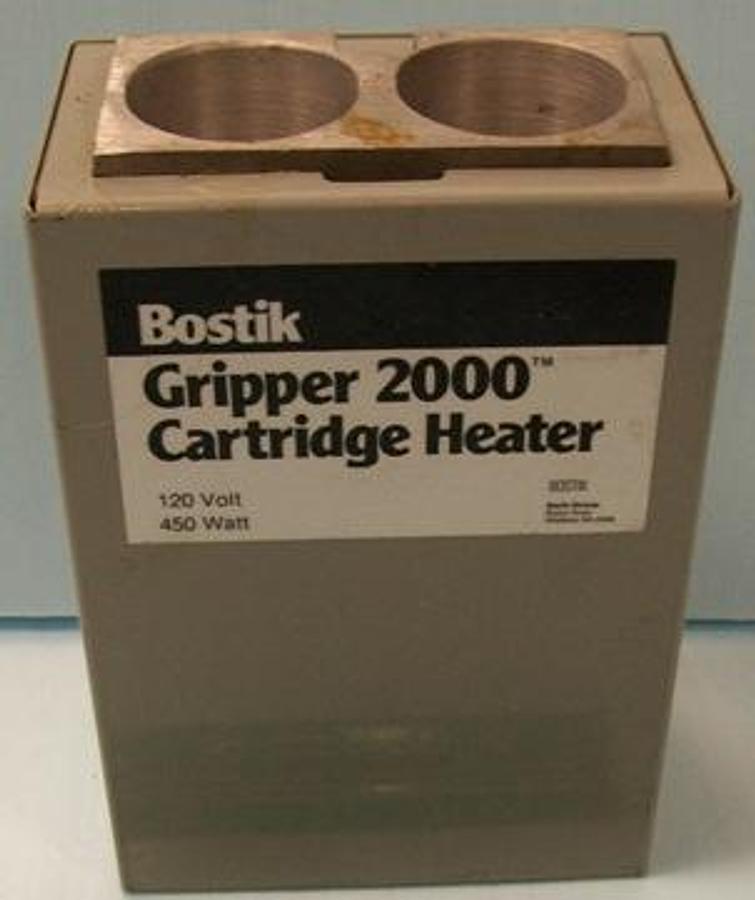 Bostik
Gripper 2000™
Cartridge Heater
120 Volt
450 Watt
BOSTIK